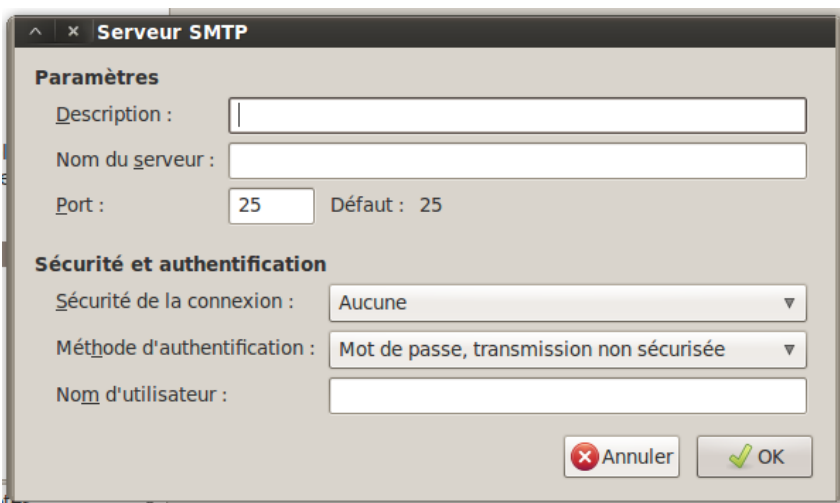 Serveur SMTP
Paramètres
Description :
Nom du serveur :
Port : 25 Défaut : 25
Sécurité et authentification
Sécurité de la connexion : Aucune
Méthode d'authentification : Mot de passe, transmission non sécurisée
Nom d'utilisateur :
Annuler OK